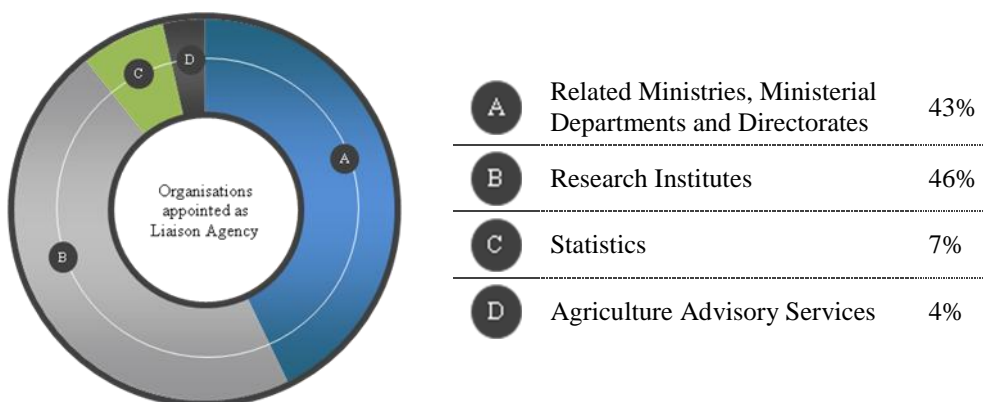 D
C
A
Organisations
appointed as
Liaison Agency
B
A Related Ministries, Ministerial
Departments and Directorates 43%
B Research Institutes 46%
C Statistics 7%
D Agriculture Advisory Services 4%